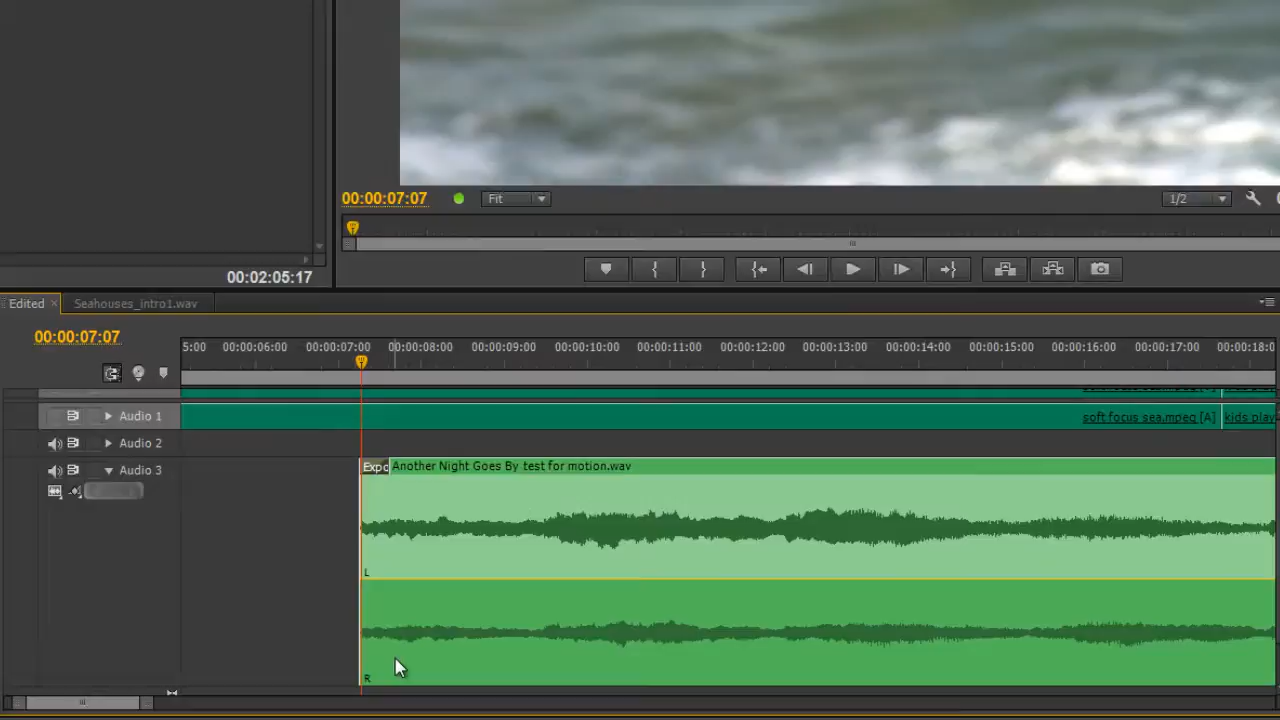 00:00:07:07
Fit
1/2
00:02:05:17
Edited
Seahouses_intro1.wav
00:00:07:07
5:00 00:00:06:00 00:00:07:00 00:00:08:00 00:00:09:00 00:00:10:00 00:00:11:00 00:00:12:00 00:00:13:00 00:00:14:00 00:00:15:00 00:00:16:00 00:00:17:00 00:00:18:0
Audio 1
soft focus sea.mpeg [A]
kids play
Audio 2
Audio 3
Expo
Another Night Goes By test for motion.wav
L
R